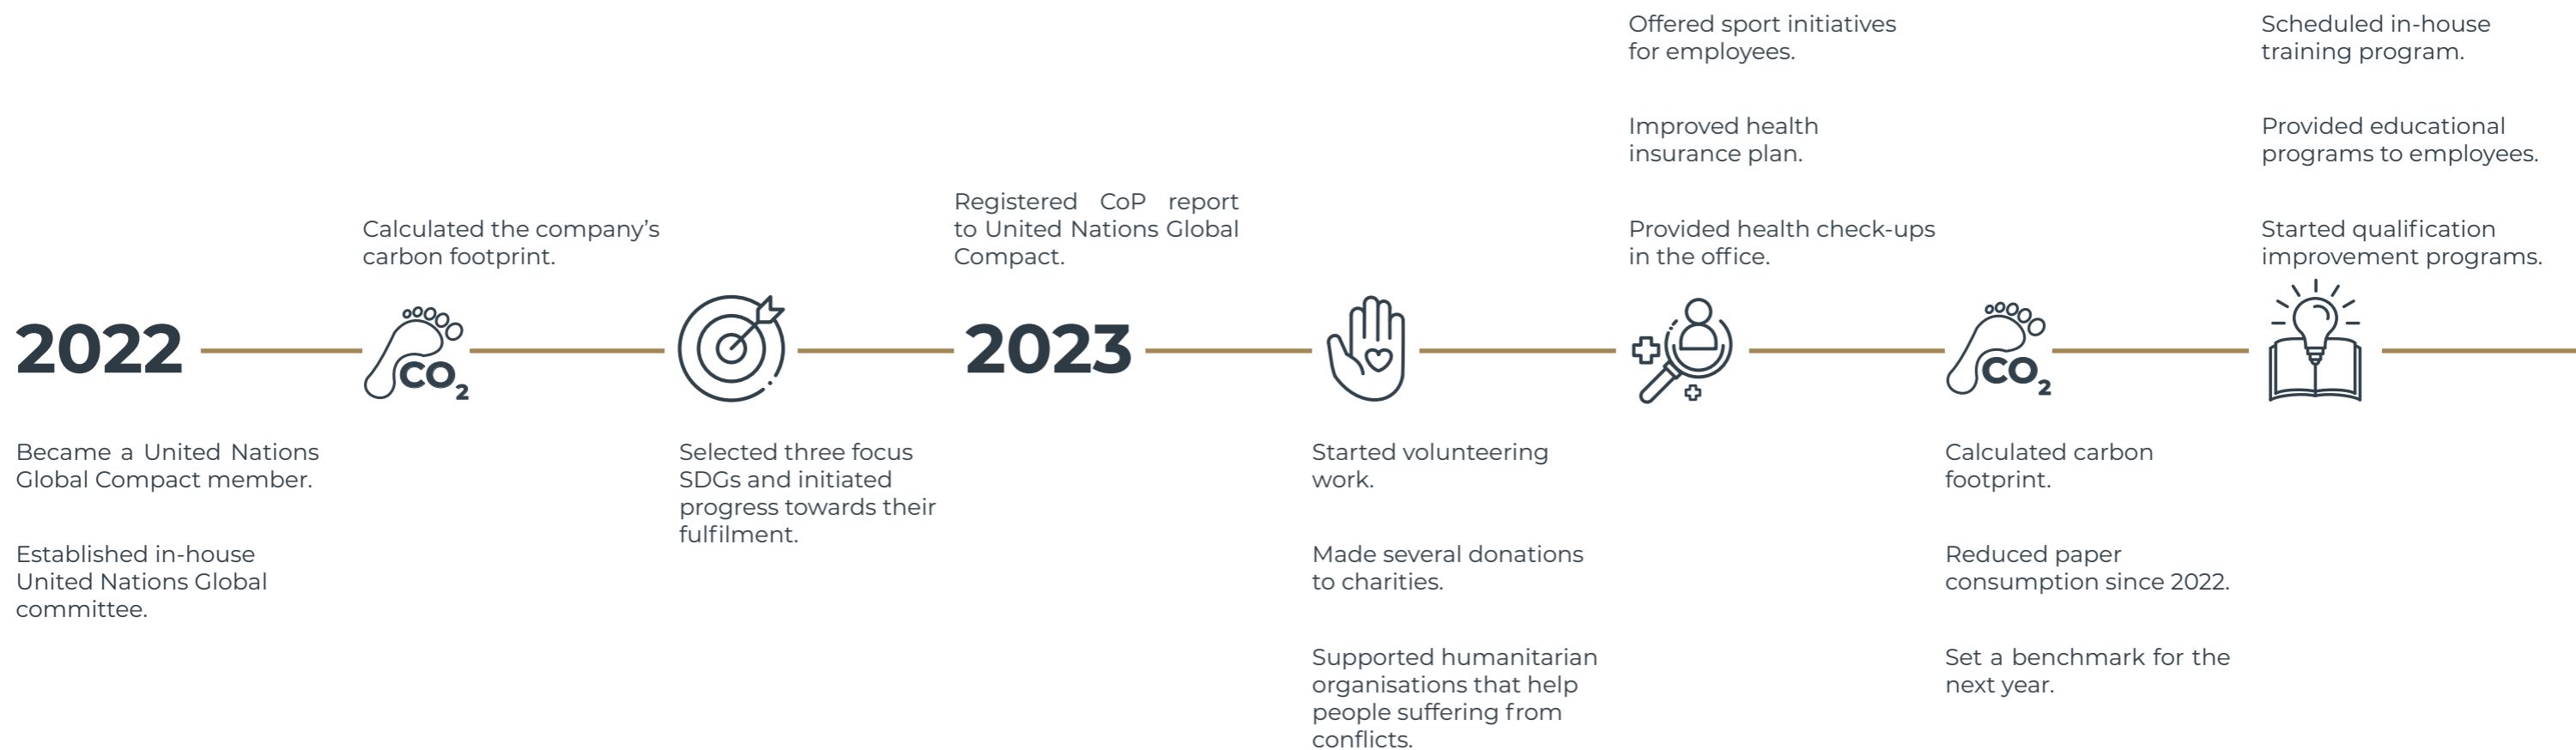 2022
Became a United Nations
Global Compact member.
Established in-house
United Nations Global
committee.
Calculated the company’s
carbon footprint.
CO2
Selected three focus
SDGs and initiated
progress towards their
fulfilment.
Registered CoP report
to United Nations Global
Compact.
2023
Started volunteering
work.
Made several donations
to charities.
Supported humanitarian
organisations that help
people suffering from
conflicts.
Offered sport initiatives
for employees.
Improved health
insurance plan.
Provided health check-ups
in the office.
CO2
Calculated carbon
footprint.
Reduced paper
consumption since 2022.
Set a benchmark for the
next year.
Scheduled in-house
training program.
Provided educational
programs to employees.
Started qualification
improvement programs.